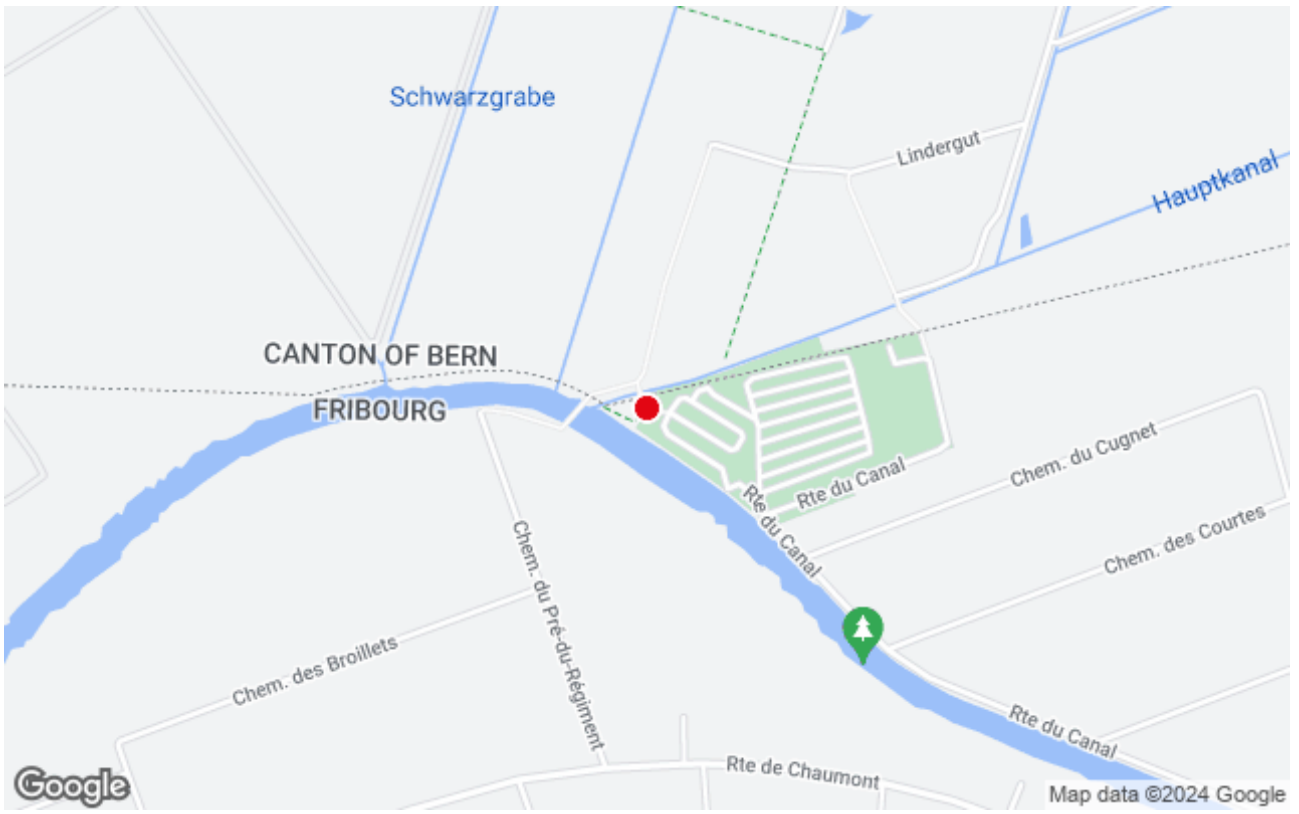 Schwarzgrabe
Lindergut
Hauptkanal
CANTON OF BERN
FRIBOURG
Chem. du Cugnet
Rte du Canal
Rte du Canal
Chem. des Courtes
Chem. du Pré-du-Régiment
Chem. des Broillets
Rte du Canal
Rte de Chaumont
Google
Map data ©2024 Google